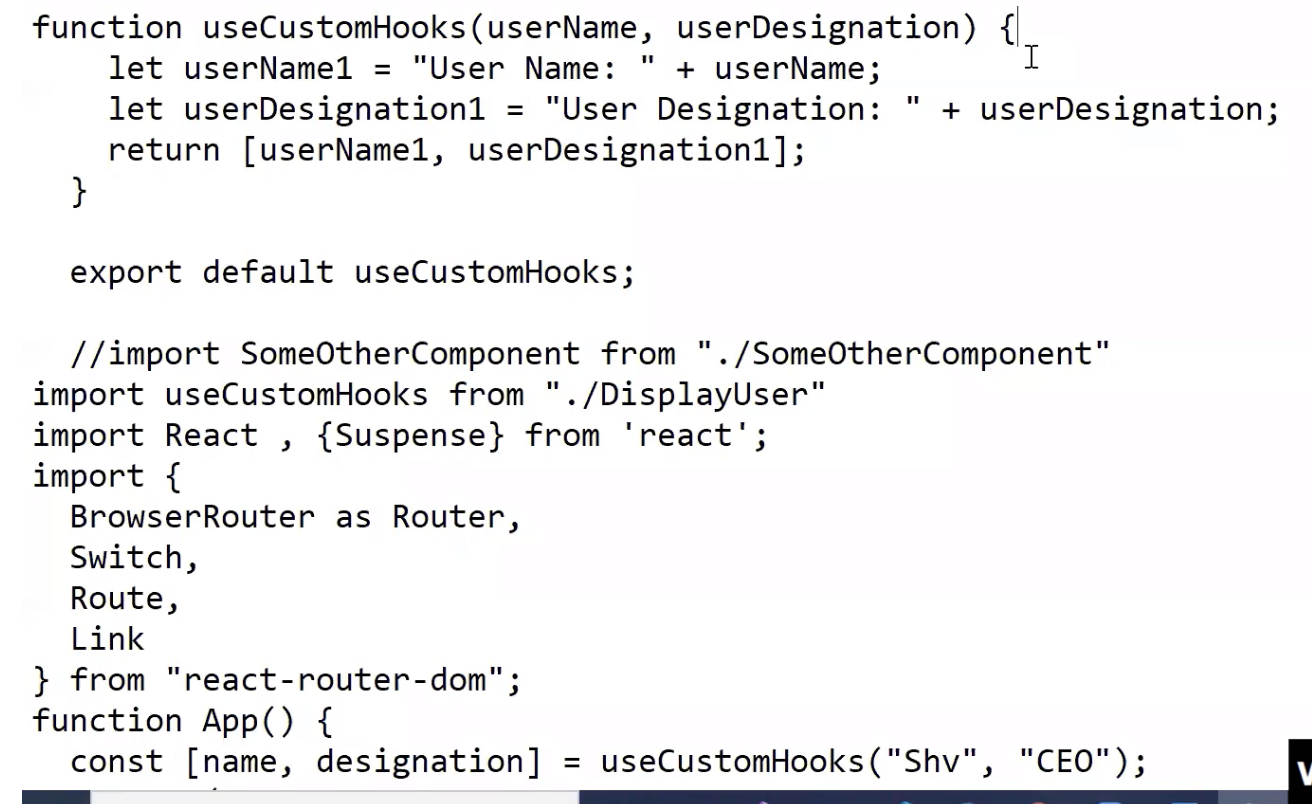 function useCustomHooks(userName, userDesignation) {
    let userName1 = "User Name: " + userName;
    let userDesignation1 = "User Designation: " + userDesignation;
    return [userName1, userDesignation1];
  }

  export default useCustomHooks;

  //import SomeOtherComponent from "./SomeOtherComponent"
import useCustomHooks from "./DisplayUser"
import React , {Suspense} from 'react';
import {
  BrowserRouter as Router,
  Switch,
  Route,
  Link
} from "react-router-dom";
function App() {
  const [name, designation] = useCustomHooks("Shv", "CEO");